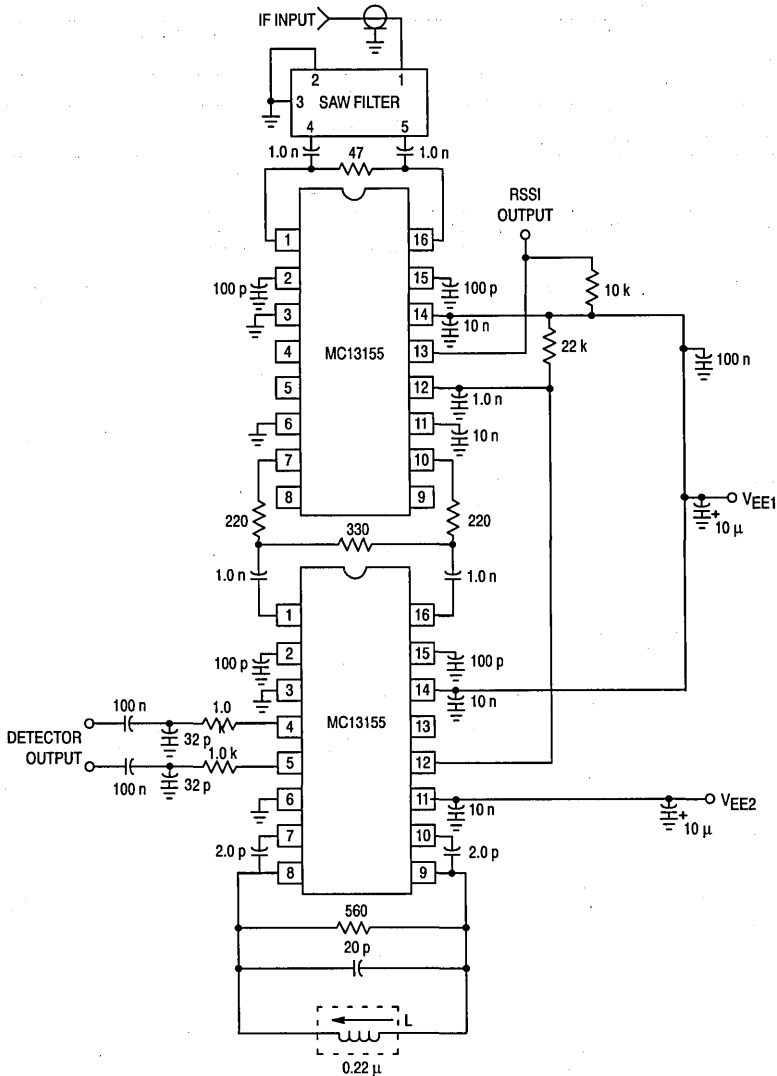 IF INPUT
2 1
3 SAW FILTER
4 5
1.0 n 47 1.0 n
RSSI
OUTPUT
1 16
2 15
100 p 100 p
10 k
3 14
10 n
4 MC13155 13
22 k
100 n
5 12
1.0 n
6 11
10 n
7 10
8 9
VEE1
+
10 µ
220 330 220
1.0 n 1.0 n
1 16
2 15
100 p 100 p
3 14
10 n
100 n 1.0 k
4 MC13155 13
DETECTOR
OUTPUT
32 p
1.0 k
5 12
100 n 32 p
6 11
10 n
VEE2
+
10 µ
7 10
2.0 p 2.0 p
8 9
560
20 p
L
0.22 µ